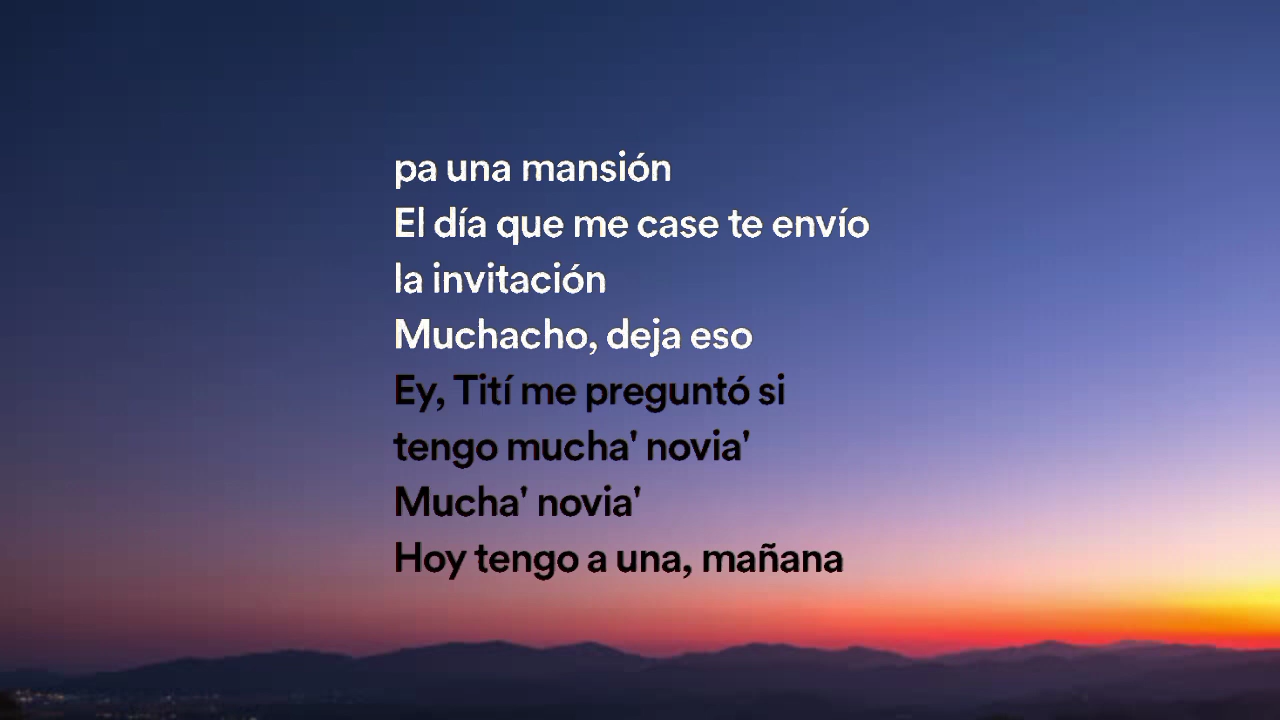 pa una mansión
El día que me case te envío
la invitación
Muchacho, deja eso
Ey, Tití me preguntó si
tengo mucha' novia'
Mucha' novia'
Hoy tengo a una, mañana